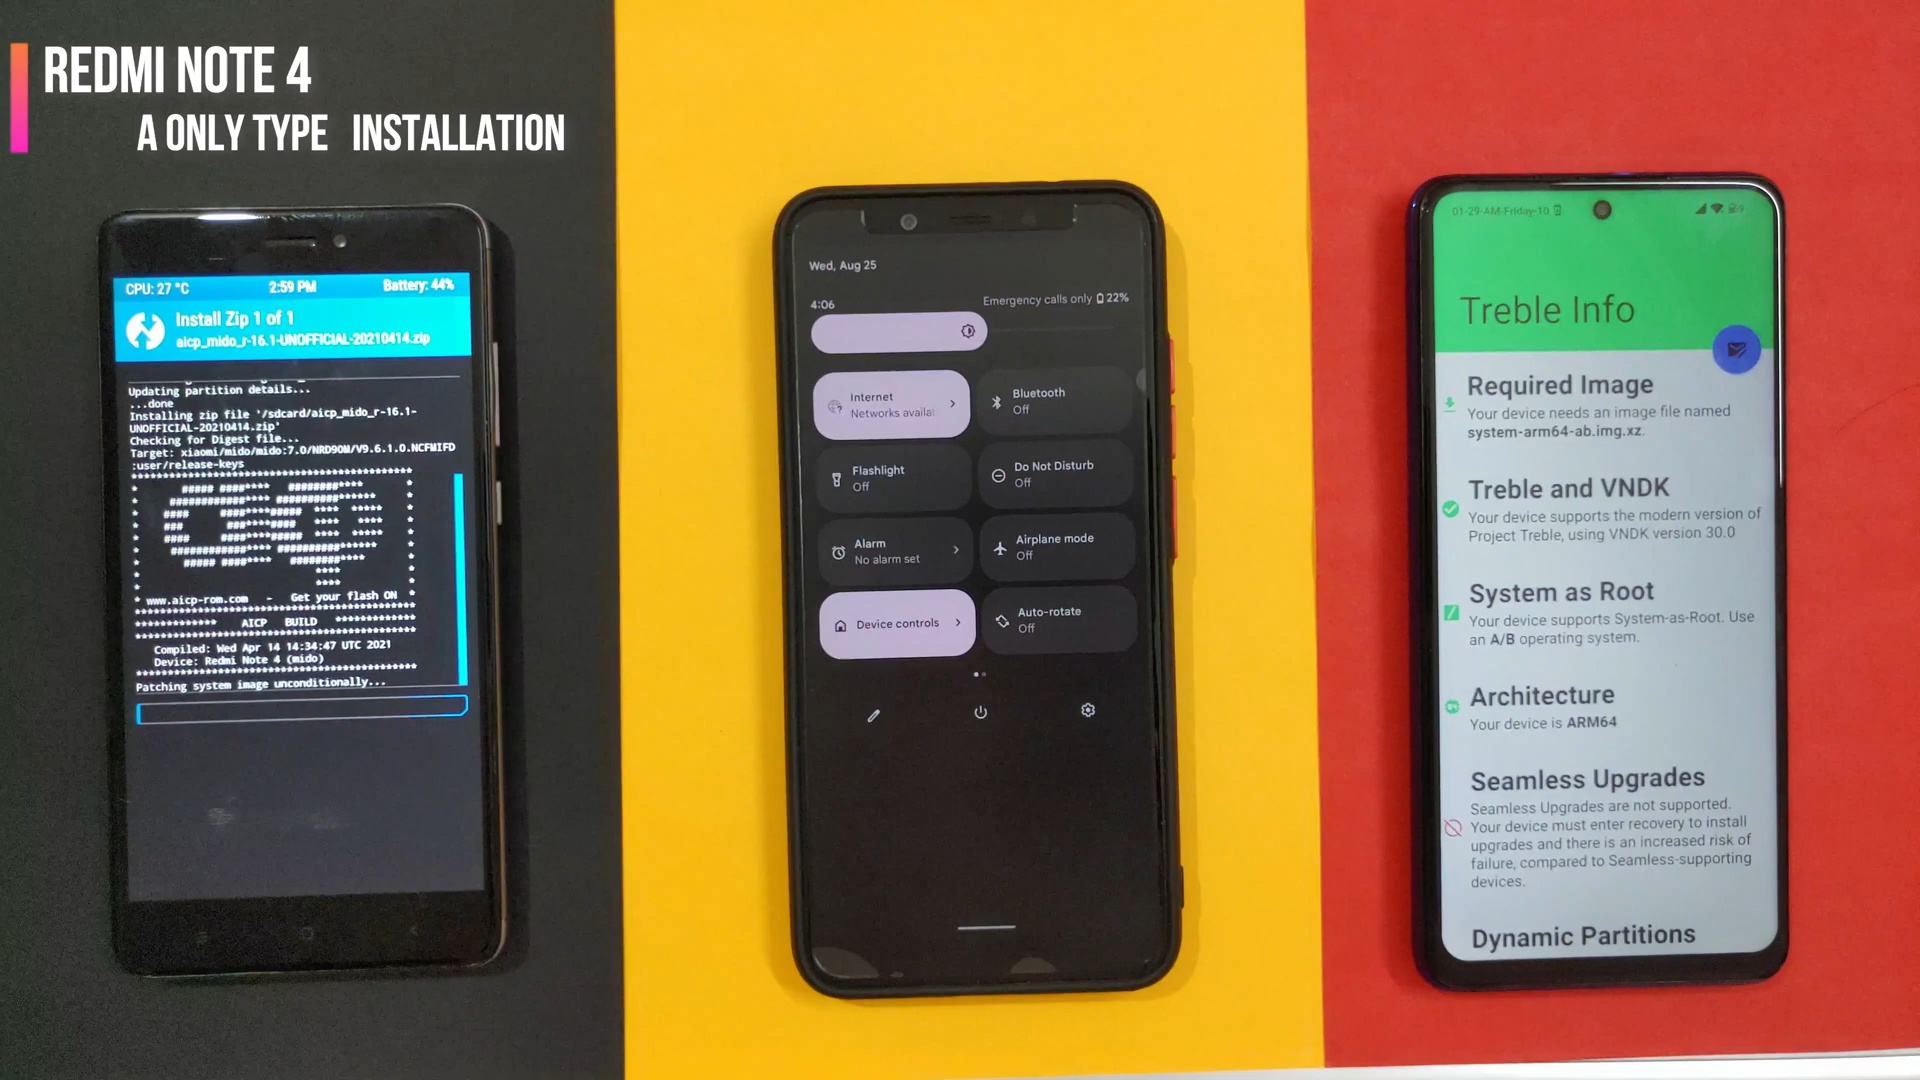 REDMI NOTE 4
A ONLY TYPE INSTALLATION
CPU: 27 °C 2:59 PM Battery: 44%
Install Zip 1 of 1
aicp_mido_r-16.1-UNOFFICIAL-20210414.zip
Updating partition details...
...done
Installing zip file '/sdcard/aicp_mido_r-16.1-
UNOFFICIAL-20210414.zip'
Checking for Digest file...
Target: xiaomi/mido/mido:7.0/NRD90M/V9.6.1.0.NCFMIFD
:user/release-keys
www.aicp-rom.com - Get your flash ON
AICP BUILD
Compiled: Wed Apr 14 14:34:47 UTC 2021
Device: Redmi Note 4 (mido)
Patching system image unconditionally...
Wed, Aug 25
4:06 Emergency calls only 22%
Internet
Networks availa
Bluetooth
Off
Flashlight
Off
Do Not Disturb
Off
Alarm
No alarm set
Airplane mode
Off
Device controls
Auto-rotate
Off
01-29-AM-Friday-10
Treble Info
Required Image
Your device needs an image file named
system-arm64-ab.img.xz.
Treble and VNDK
Your device supports the modern version of
Project Treble, using VNDK version 30.0
System as Root
Your device supports System-as-Root. Use
an A/B operating system.
Architecture
Your device is ARM64
Seamless Upgrades
Seamless Upgrades are not supported.
Your device must enter recovery to install
upgrades and there is an increased risk of
failure, compared to Seamless-supporting
devices.
Dynamic Partitions